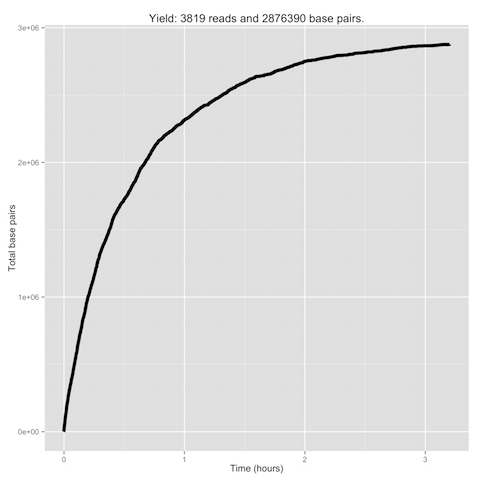 Yield: 3819 reads and 2876390 base pairs.
3e+06
2e+06
1e+06
0e+00
Total base pairs
0
1
2
3
Time (hours)